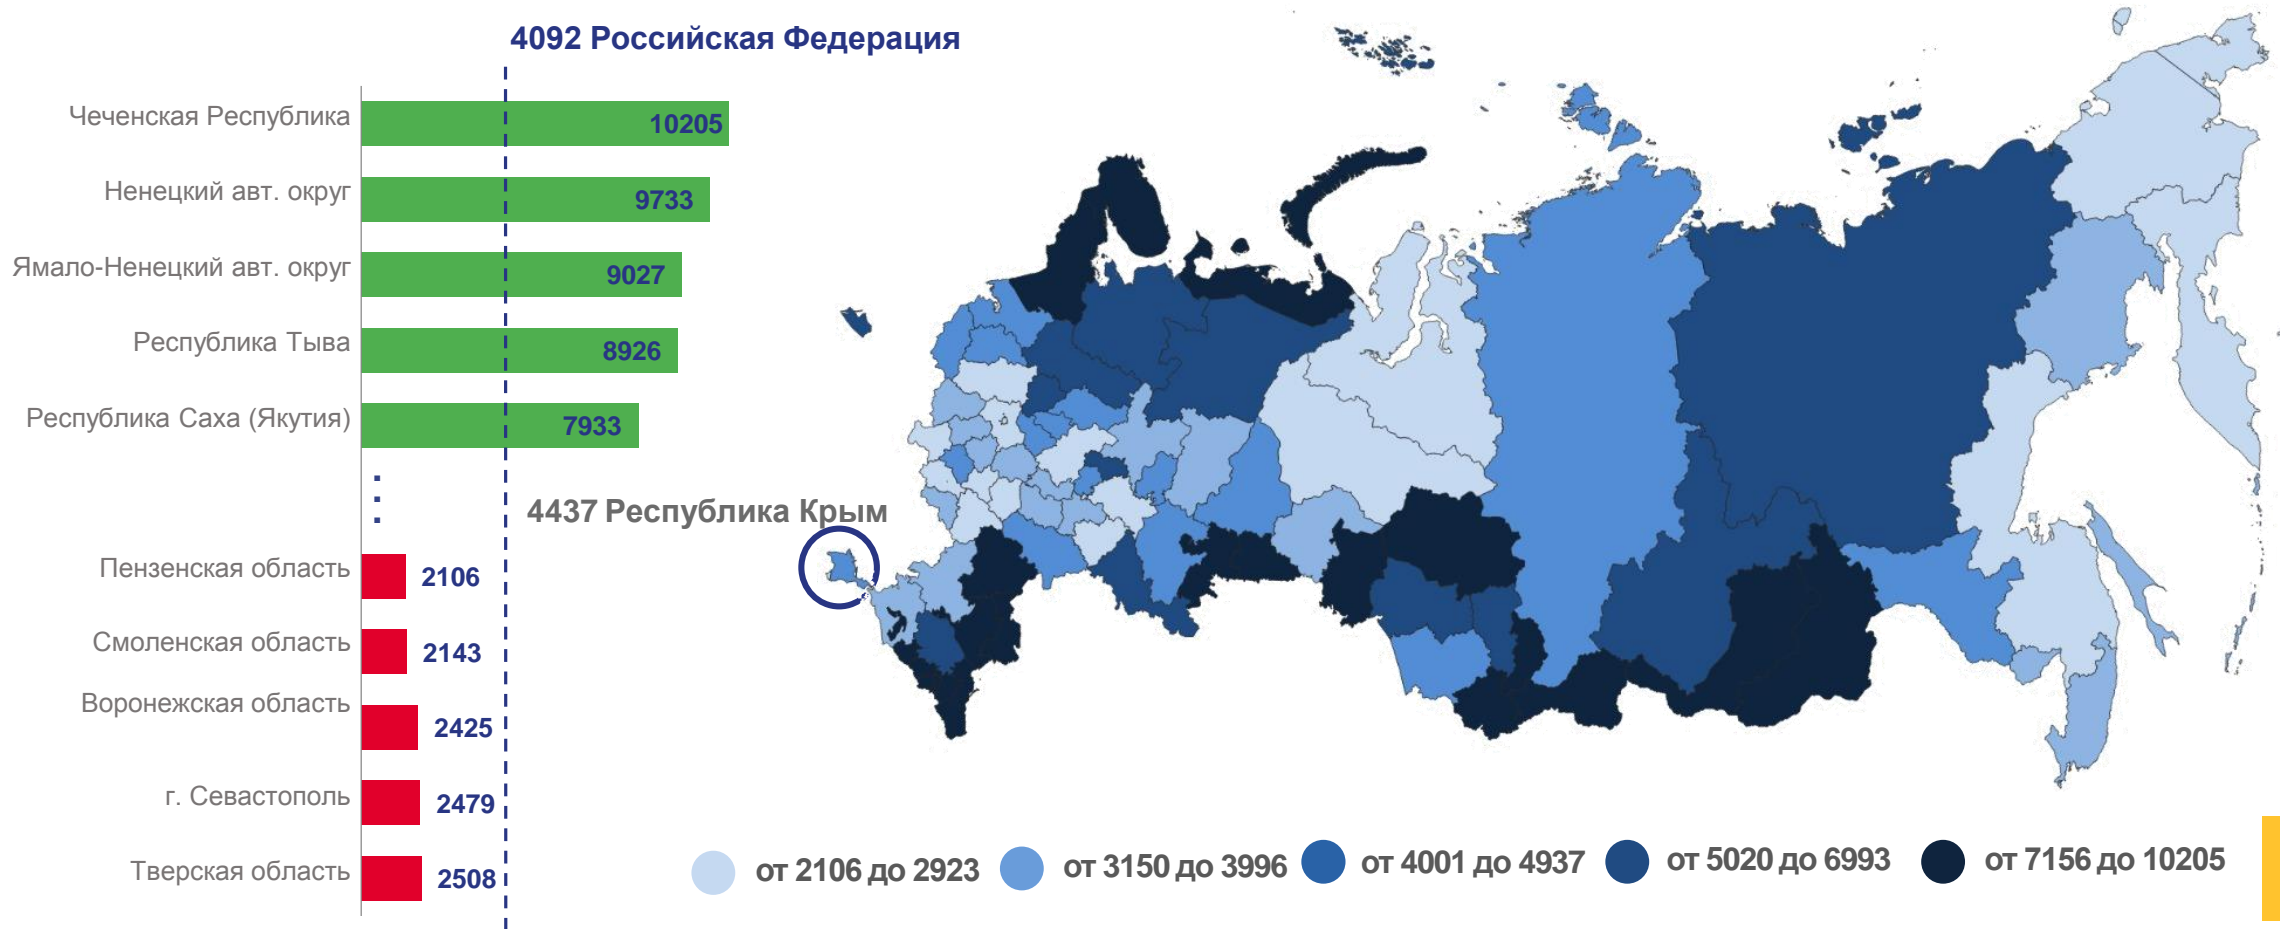 4092 Российская Федерация
Чеченская Республика 10205
Ненецкий авт. округ 9733
Ямало-Ненецкий авт. округ 9027
Республика Тыва 8926
Республика Саха (Якутия) 7933
4437 Республика Крым
Пензенская область 2106
Смоленская область 2143
Воронежская область 2425
г. Севастополь 2479
Тверская область 2508
от 2106 до 2923
от 3150 до 3996
от 4001 до 4937
от 5020 до 6993
от 7156 до 10205